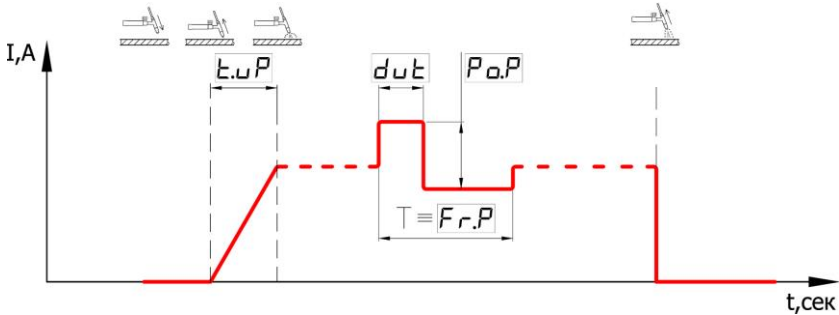 I,A
t.uP
dut
Po.P
T ≡ Fr.P
t,сек